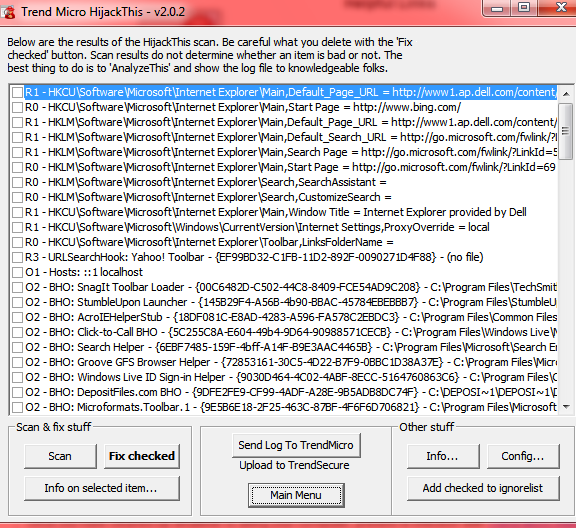 Trend Micro HijackThis - v2.0.2
Below are the results of the HijackThis scan. Be careful what you delete with the 'Fix
checked' button. Scan results do not determine whether an item is bad or not. The
best thing to do is to 'AnalyzeThis' and show the log file to knowledgeable folks.
R1 - HKCU\Software\Microsoft\Internet Explorer\Main,Default_Page_URL = http://www1.ap.dell.com/content/
R0 - HKCU\Software\Microsoft\Internet Explorer\Main,Start Page = http://www.bing.com/
R1 - HKLM\Software\Microsoft\Internet Explorer\Main,Default_Page_URL = http://www1.ap.dell.com/content/
R1 - HKLM\Software\Microsoft\Internet Explorer\Main,Default_Search_URL = http://go.microsoft.com/fwlink/?
R1 - HKLM\Software\Microsoft\Internet Explorer\Main,Search Page = http://go.microsoft.com/fwlink/?LinkId=5
R0 - HKLM\Software\Microsoft\Internet Explorer\Main,Start Page = http://go.microsoft.com/fwlink/?LinkId=69
R0 - HKLM\Software\Microsoft\Internet Explorer\Search,SearchAssistant =
R0 - HKLM\Software\Microsoft\Internet Explorer\Search,CustomizeSearch =
R1 - HKCU\Software\Microsoft\Internet Explorer\Main,Window Title = Internet Explorer provided by Dell
R1 - HKCU\Software\Microsoft\Windows\CurrentVersion\Internet Settings,ProxyOverride = local
R0 - HKCU\Software\Microsoft\Internet Explorer\Toolbar,LinksFolderName =
R3 - URLSearchHook: Yahoo! Toolbar - {EF99BD32-C1FB-11D2-892F-0090271D4F88} - (no file)
O1 - Hosts: ::1 localhost
O2 - BHO: SnagIt Toolbar Loader - {00C6482D-C502-44C8-8409-FCE54AD9C208} - C:\Program Files\TechSmit
O2 - BHO: StumbleUpon Launcher - {145B29F4-A56B-4b90-BBAC-45784EBEBBB7} - C:\Program Files\StumbleU
O2 - BHO: AcroIEHelperStub - {18DF081C-E8AD-4283-A596-FA578C2EBDC3} - C:\Program Files\Common Files
O2 - BHO: Click-to-Call BHO - {5C255C8A-E604-49b4-9D64-90988571CECB} - C:\Program Files\Windows Live\M
O2 - BHO: Search Helper - {6EBF7485-159F-4bff-A14F-B9E3AAC4465B} - C:\Program Files\Microsoft\Search E
O2 - BHO: Groove GFS Browser Helper - {72853161-30C5-4D22-B7F9-0BBC1D38A37E} - C:\Program Files\Micr
O2 - BHO: Windows Live ID Sign-in Helper - {9030D464-4C02-4ABF-8ECC-5164760863C6} - C:\Program Files\C
O2 - BHO: DepositFiles.com BHO - {9DFE2FE9-CF99-4ADF-A28E-9B5ADB8DC74F} - C:\DEPOSI~1\DEPOSI~
O2 - BHO: Microformats.Toolbar.1 - {9E5B6E18-2F25-463C-87BF-4F6F6D706821} - C:\Program Files\Microsoft
Scan & fix stuff
Other stuff
Scan
Fix checked
Info on selected item...
Send Log To TrendMicro
Upload to TrendSecure
Main Menu
Info...
Config...
Add checked to ignorelist